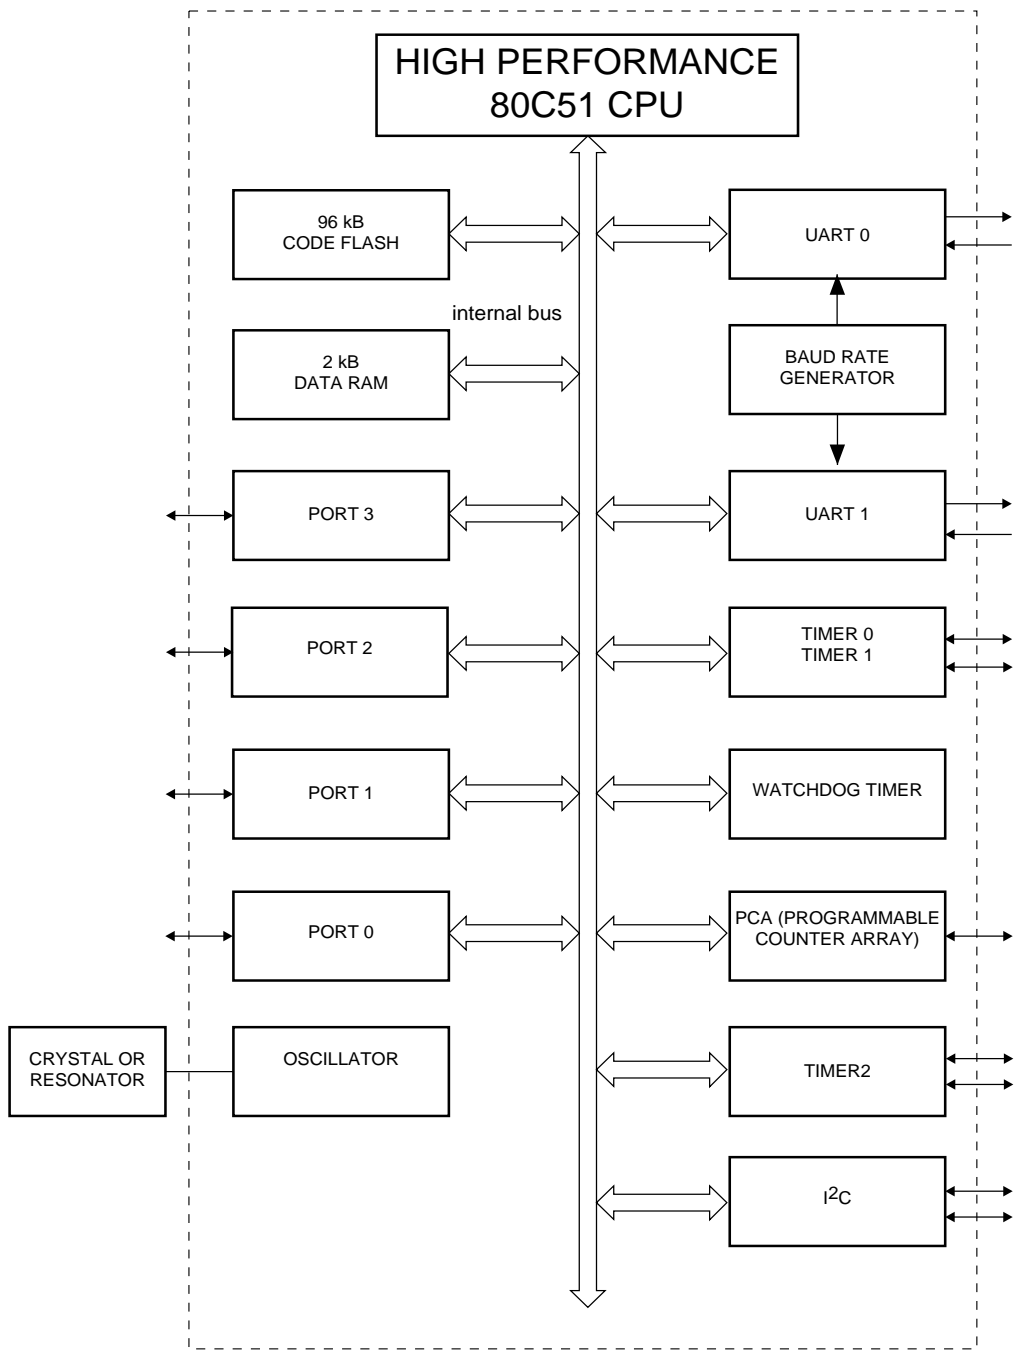 HIGH PERFORMANCE
80C51 CPU
96 kB
CODE FLASH
UART 0
internal bus
2 kB
DATA RAM
BAUD RATE
GENERATOR
PORT 3
UART 1
PORT 2
TIMER 0
TIMER 1
PORT 1
WATCHDOG TIMER
PORT 0
PCA (PROGRAMMABLE
COUNTER ARRAY)
CRYSTAL OR
RESONATOR
OSCILLATOR
TIMER2
I²C